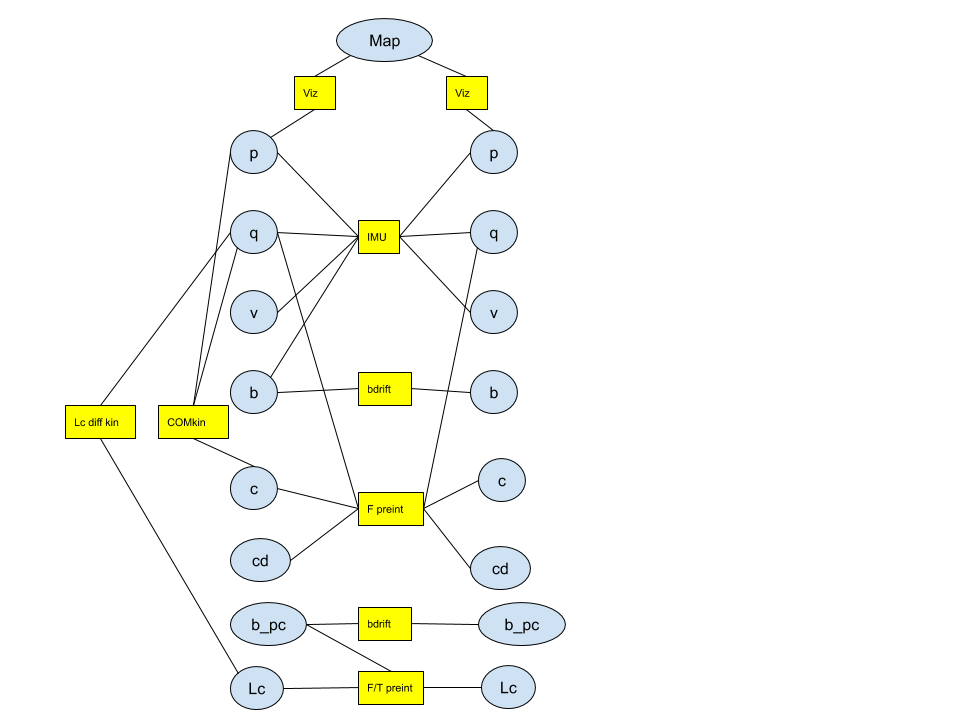 Map
Viz
Viz
p
p
q
IMU
q
v
v
b
bdrift
b
Lc diff kin
COMkin
c
c
F preint
cd
cd
b_pc
bdrift
b_pc
Lc
F/T preint
Lc